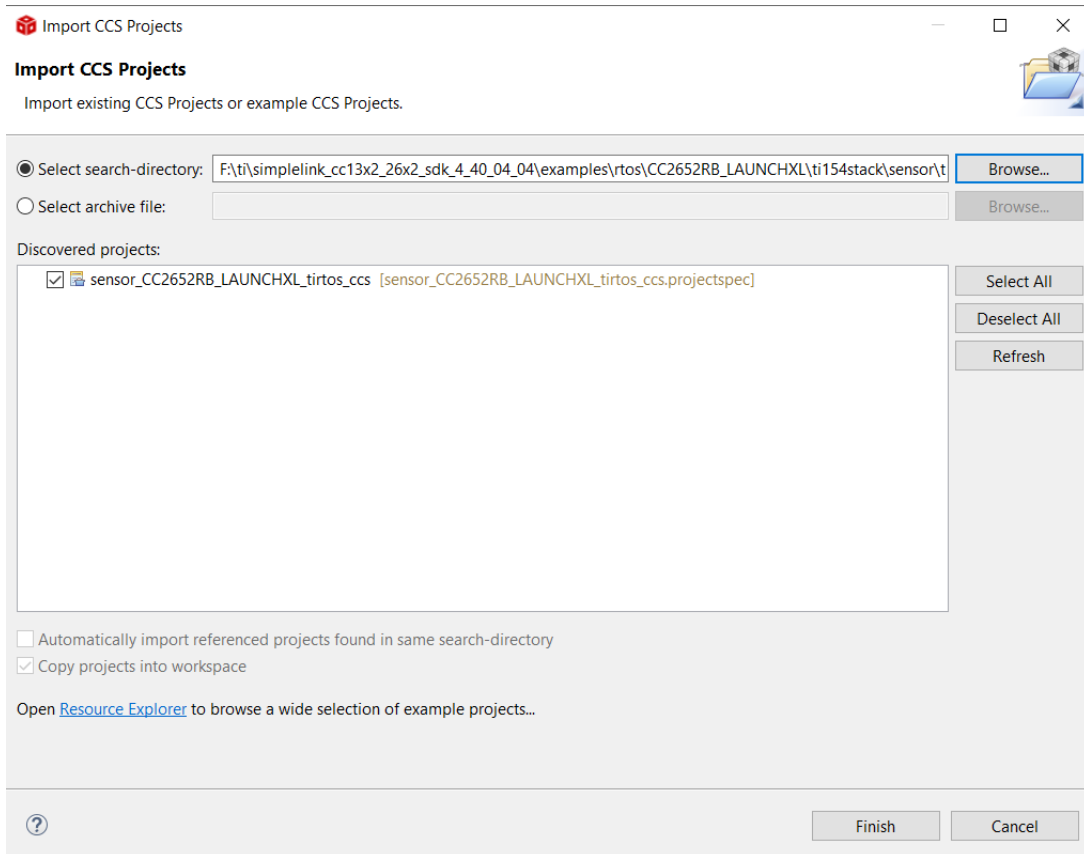 Import CCS Projects
Import CCS Projects
Import existing CCS Projects or example CCS Projects.
Select search-directory: F:\ti\simplelink_cc13x2_26x2_sdk_4_40_04_04\examples\rtos\CC2652RB_LAUNCHXL\ti154stack\sensor\t Browse...
Select archive file: Browse...
Discovered projects:
sensor_CC2652RB_LAUNCHXL_tirtos_ccs [sensor_CC2652RB_LAUNCHXL_tirtos_ccs.projectspec]
Select All
Deselect All
Refresh
Automatically import referenced projects found in same search-directory
Copy projects into workspace
Open Resource Explorer to browse a wide selection of example projects...
? Finish Cancel